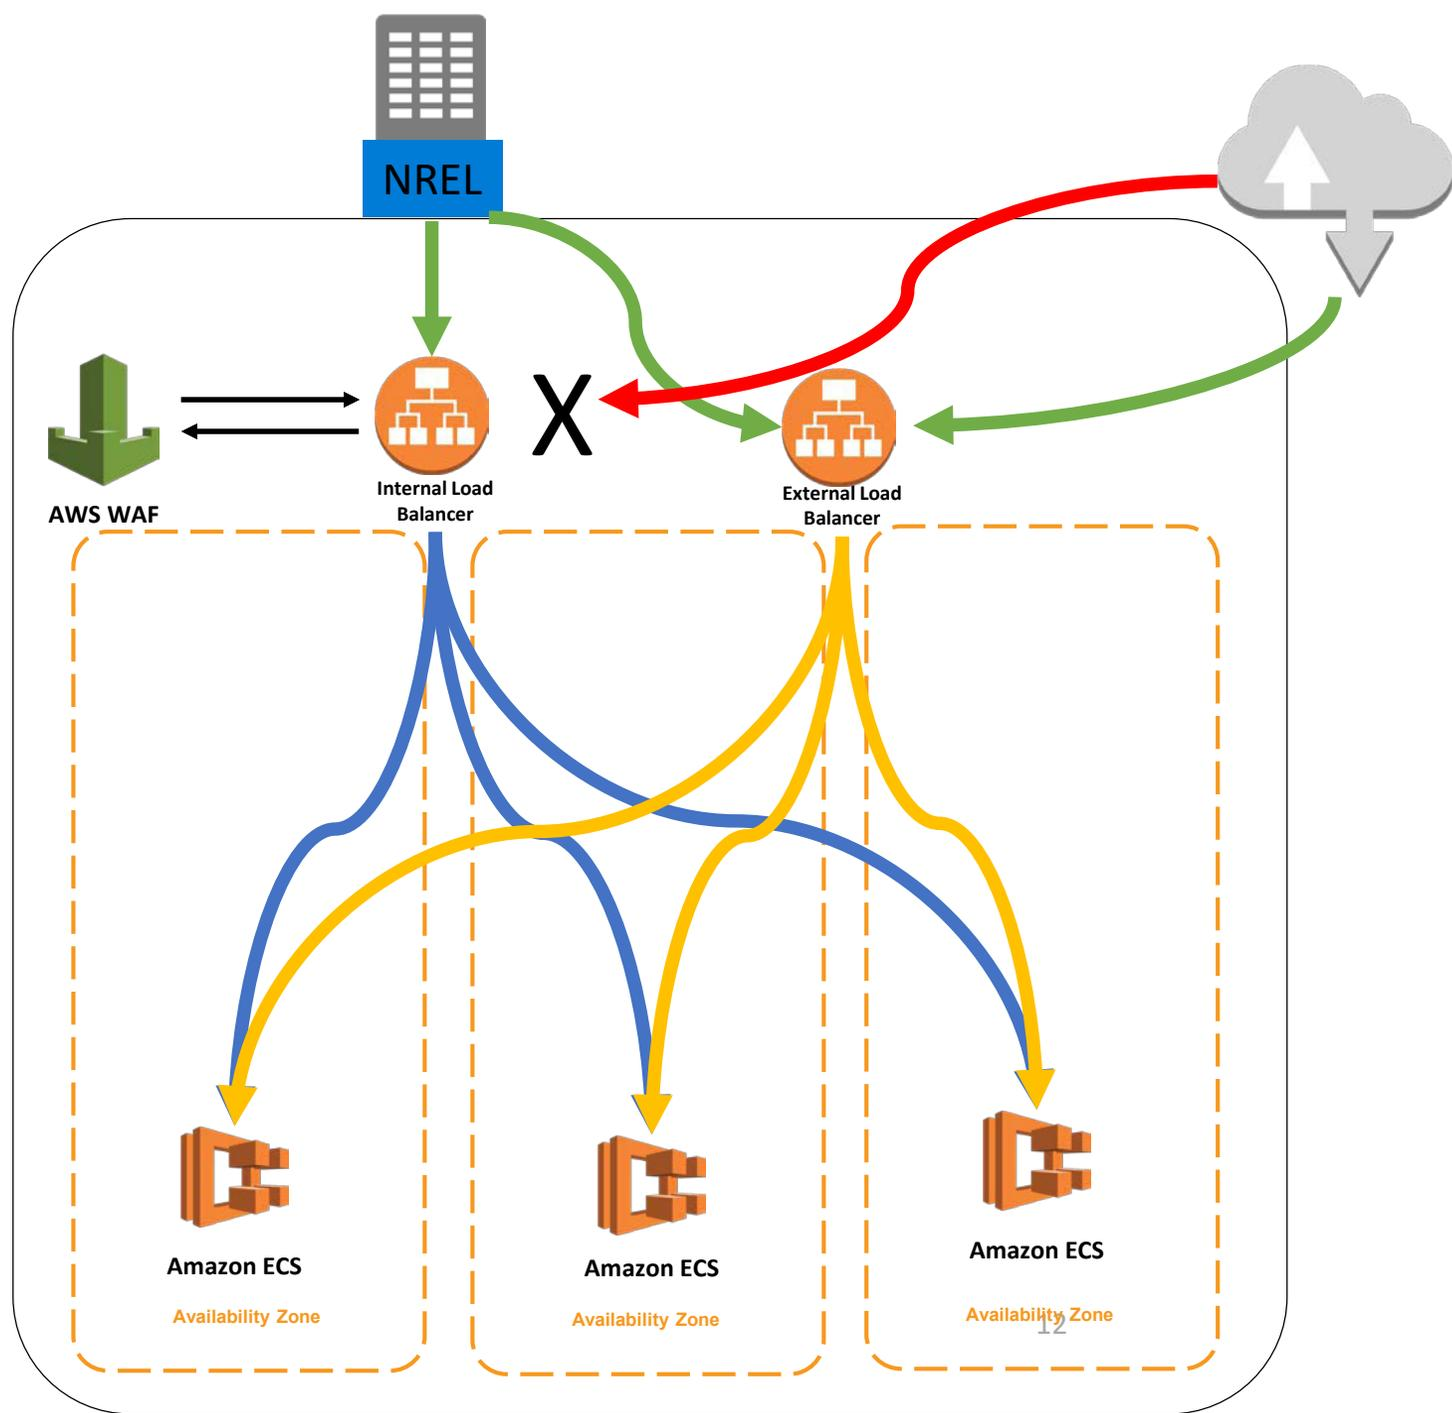 NREL
X
Internal Load
Balancer
External Load
Balancer
AWS WAF
Amazon ECS
Amazon ECS
Amazon ECS
Availability Zone
Availability Zone
Availability Zone
12